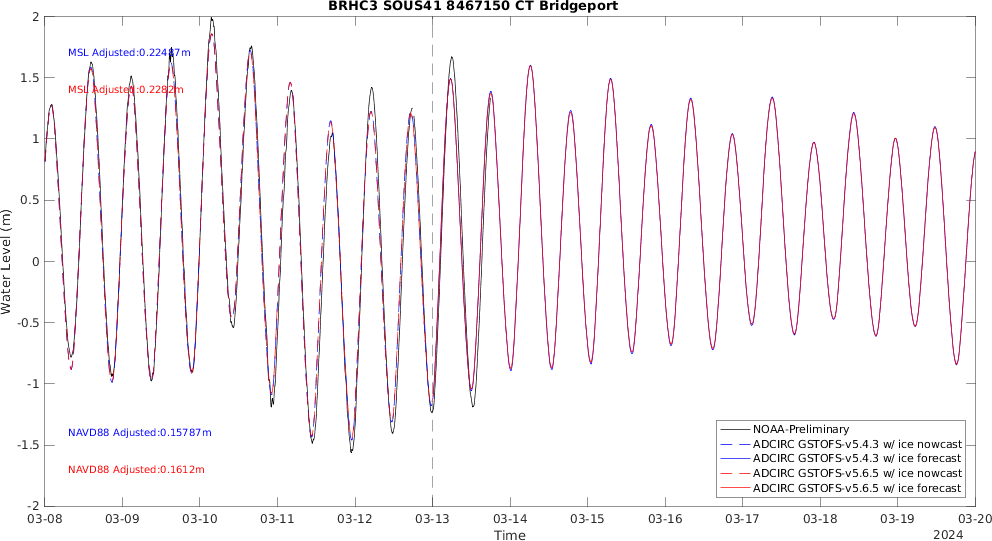 BRHC3 SOUS41 8467150 CT Bridgeport
2
1.5
1
0.5
0
-0.5
-1
-1.5
-2
Water Level (m)
MSL Adjusted:0.22487m
MSL Adjusted:0.2282m
NAVD88 Adjusted:0.15787m
NAVD88 Adjusted:0.1612m
NOAA-Preliminary
ADCIRC GSTOFS-v5.4.3 w/ ice nowcast
ADCIRC GSTOFS-v5.4.3 w/ ice forecast
ADCIRC GSTOFS-v5.6.5 w/ ice nowcast
ADCIRC GSTOFS-v5.6.5 w/ ice forecast
03-08 03-09 03-10 03-11 03-12 03-13 03-14 03-15 03-16 03-17 03-18 03-19 03-20
Time
2024